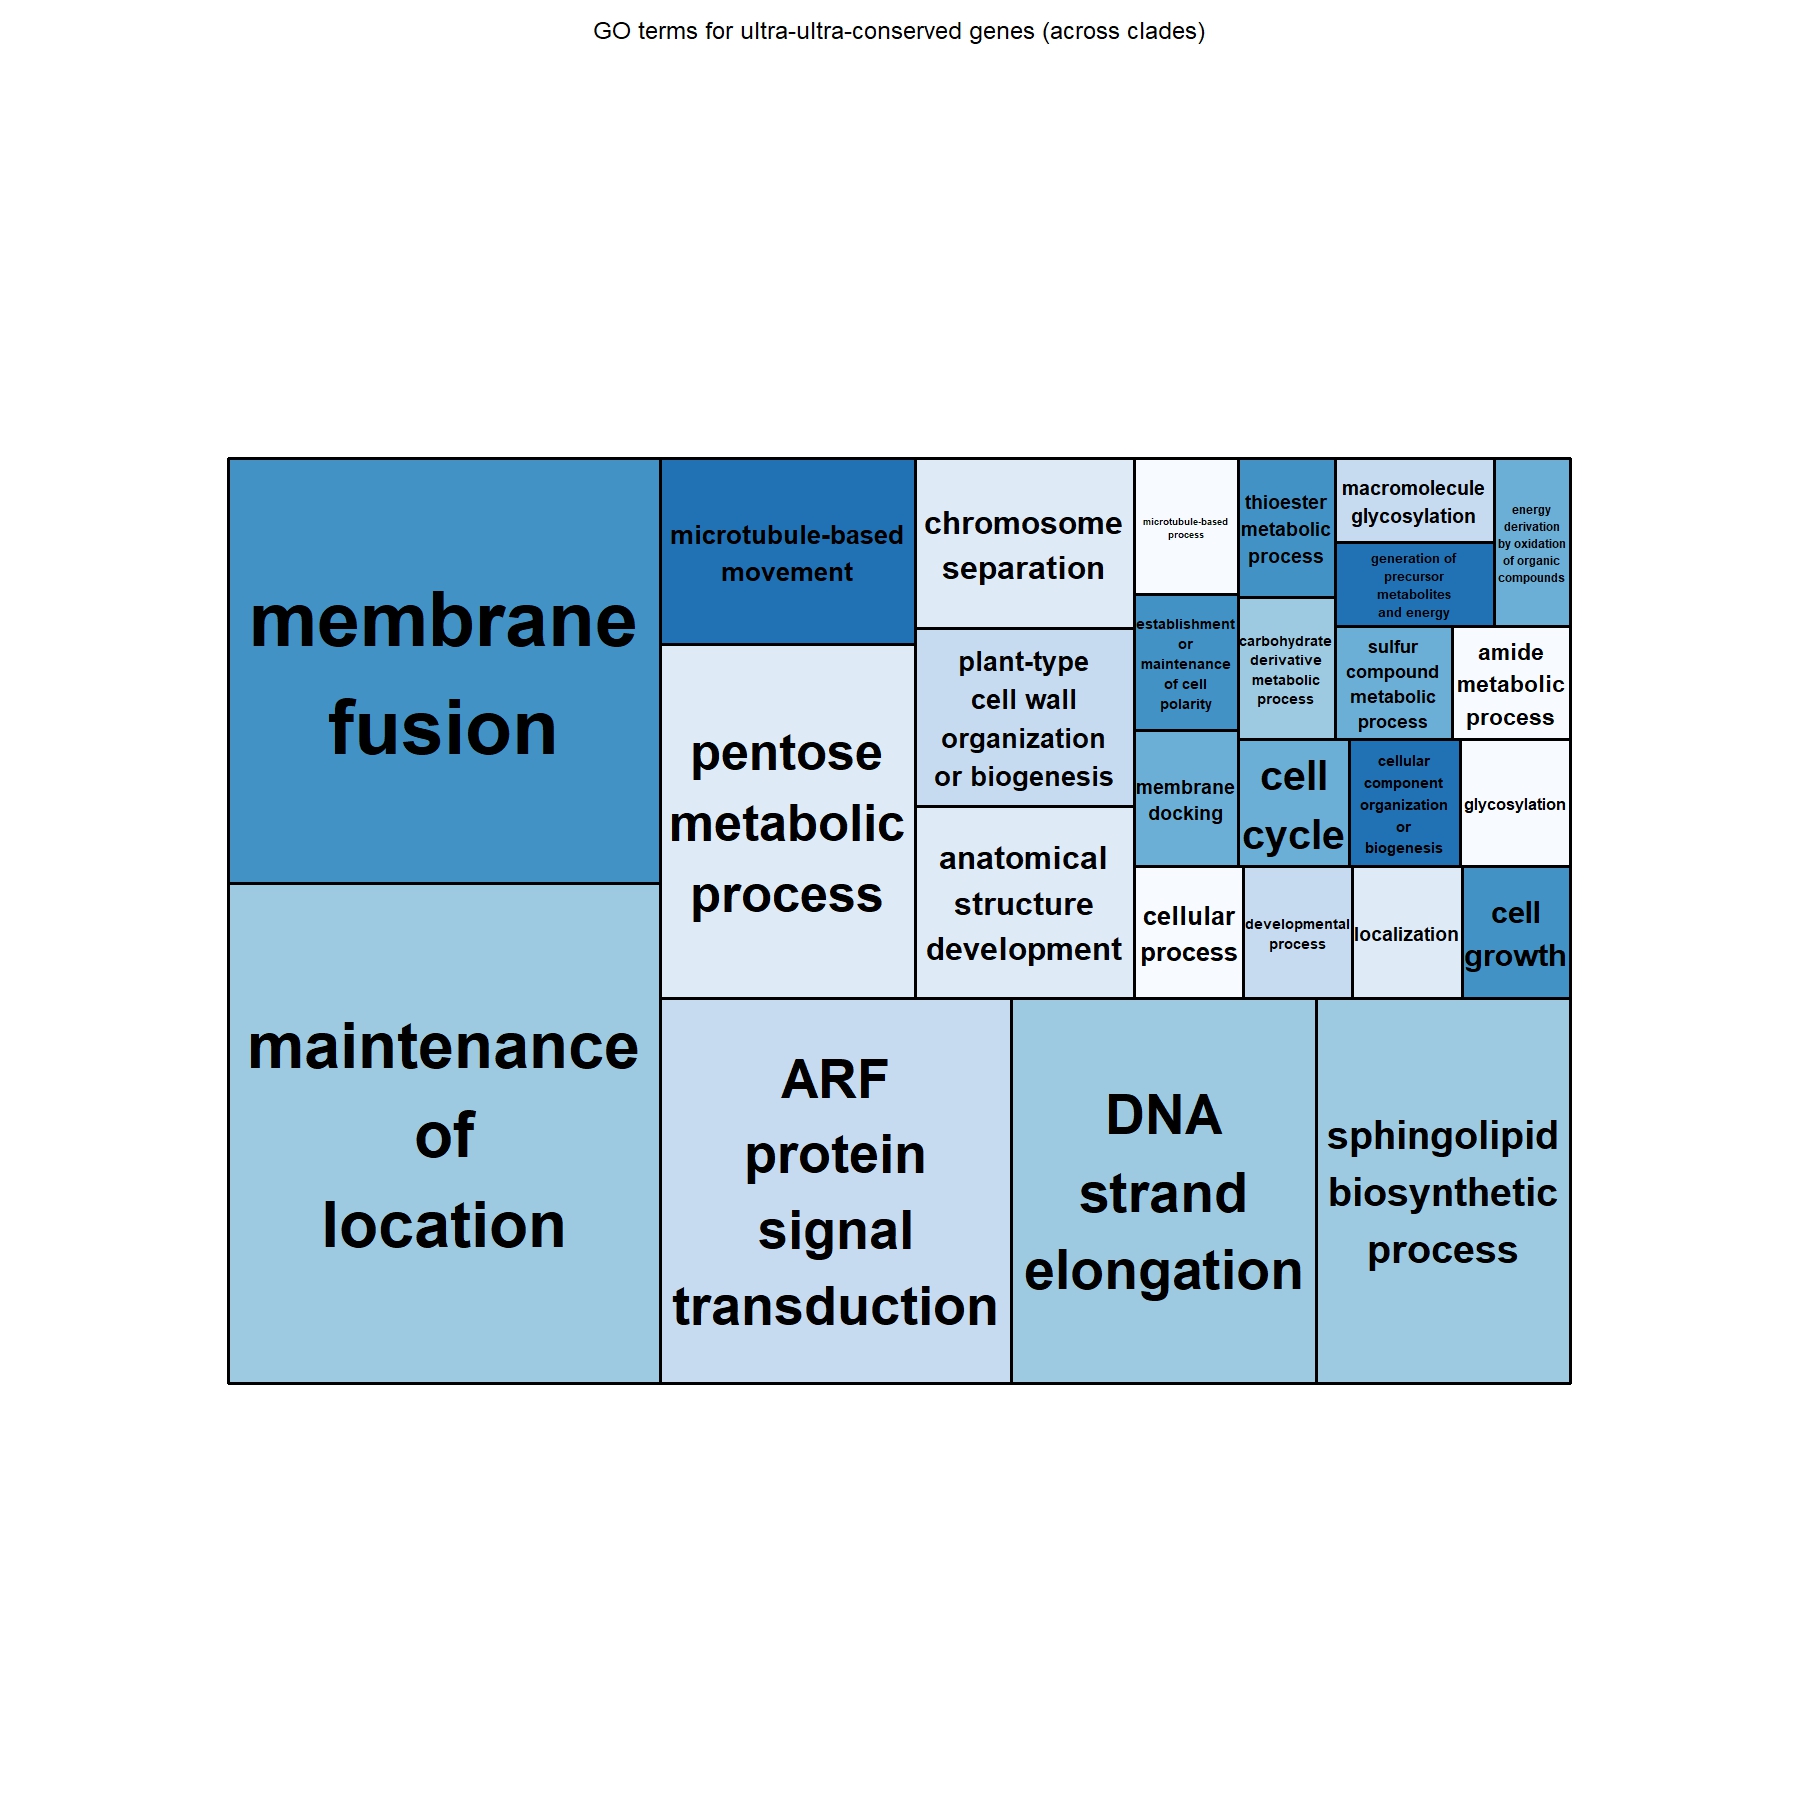 GO terms for ultra-ultra-conserved genes (across clades)
membrane
fusion
maintenance
of
location
microtubule-based
movement
pentose
metabolic
process
chromosome
separation
plant-type
cell wall
organization
or biogenesis
anatomical
structure
development
microtubule-based
process
establishment
or
maintenance
of cell
polarity
membrane
docking
thioester
metabolic
process
carbohydrate
derivative
metabolic
process
macromolecule
glycosylation
generation of
precursor
metabolites
and energy
energy
derivation
by oxidation
of organic
compounds
sulfur
compound
metabolic
process
amide
metabolic
process
cell
cycle
cellular
component
organization
or
biogenesis
glycosylation
cellular
process
developmental
process
localization
cell
growth
ARF
protein
signal
transduction
DNA
strand
elongation
sphingolipid
biosynthetic
process